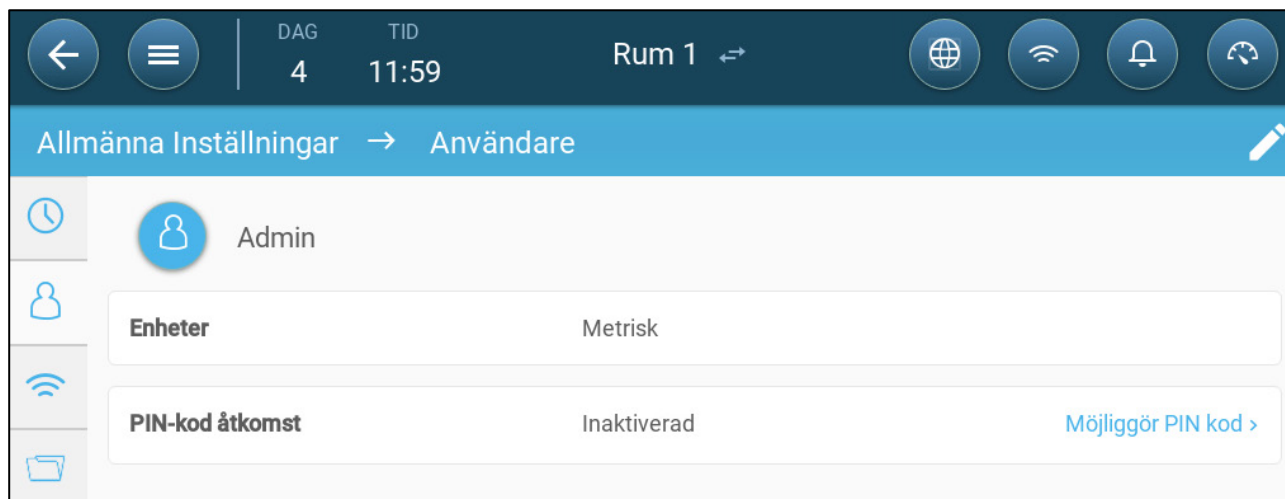 DAG TID
4 11:59 Rum 1
Allmänna Inställningar → Användare
Admin
Enheter Metrisk
PIN-kod åtkomst Inaktiverad Möjliggör PIN kod >